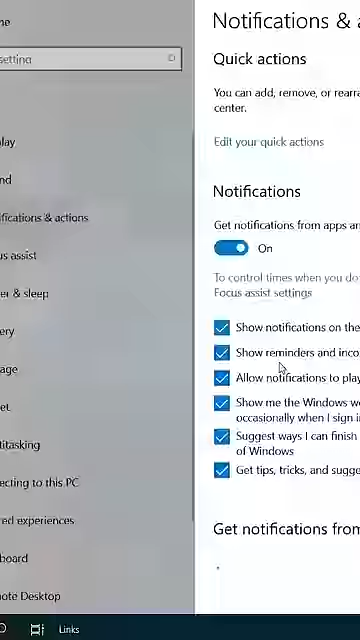 ne
setting
play
nd
ifications & actions
us assist
er & sleep
ery
age
et
titasking
ecting to this PC
ed experiences
board
ote Desktop
Notifications & a
Quick actions
You can add, remove, or rearra
center.
Edit your quick actions
Notifications
Get notifications from apps an
On
To control times when you do
Focus assist settings
Show notifications on the
Show reminders and inco
Allow notifications to play
Show me the Windows we
occasionally when I sign i
Suggest ways I can finish
of Windows
Get tips, tricks, and sugge
Get notifications from
Links